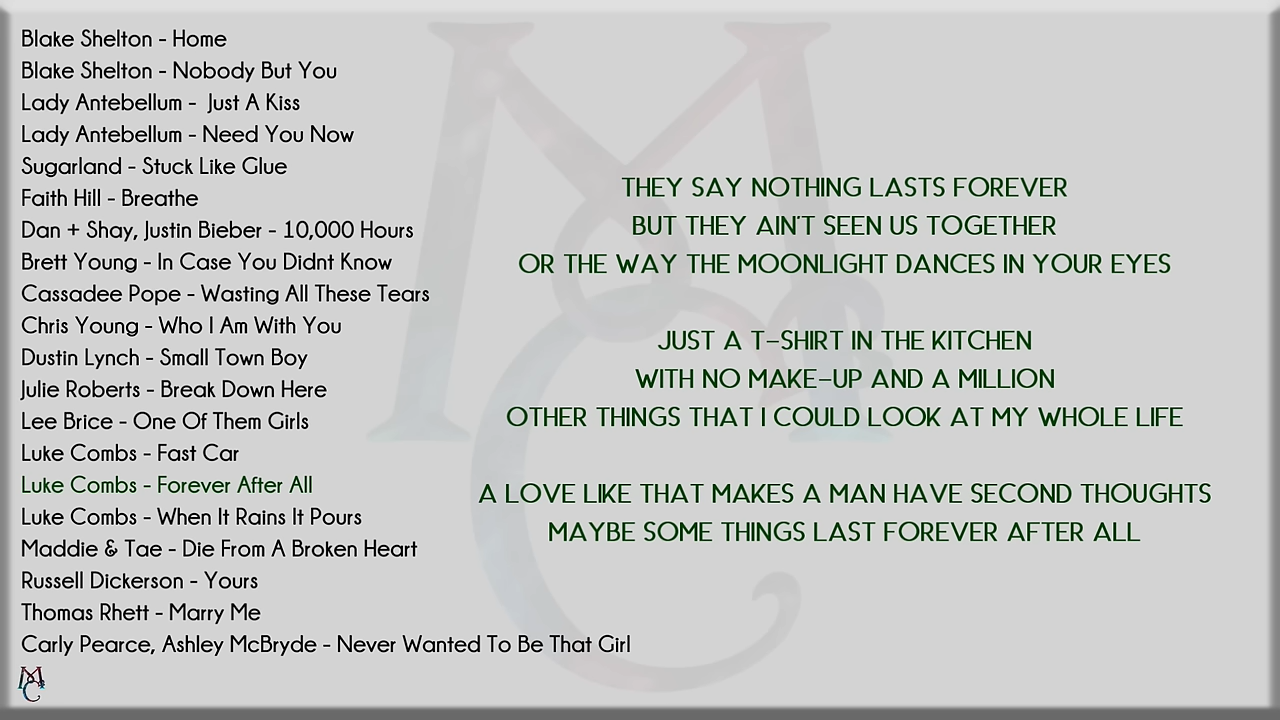 Blake Shelton - Home
Blake Shelton - Nobody But You
Lady Antebellum -  Just A Kiss
Lady Antebellum - Need You Now
Sugarland - Stuck Like Glue
Faith Hill - Breathe
Dan + Shay, Justin Bieber - 10,000 Hours
Brett Young - In Case You Didnt Know
Cassadee Pope - Wasting All These Tears
Chris Young - Who I Am With You
Dustin Lynch - Small Town Boy
Julie Roberts - Break Down Here
Lee Brice - One Of Them Girls
Luke Combs - Fast Car
Luke Combs - Forever After All
Luke Combs - When It Rains It Pours
Maddie & Tae - Die From A Broken Heart
Russell Dickerson - Yours
Thomas Rhett - Marry Me
Carly Pearce, Ashley McBryde - Never Wanted To Be That Girl
THEY SAY NOTHING LASTS FOREVER
BUT THEY AIN'T SEEN US TOGETHER
OR THE WAY THE MOONLIGHT DANCES IN YOUR EYES
JUST A T-SHIRT IN THE KITCHEN
WITH NO MAKE-UP AND A MILLION
OTHER THINGS THAT I COULD LOOK AT MY WHOLE LIFE
A LOVE LIKE THAT MAKES A MAN HAVE SECOND THOUGHTS
MAYBE SOME THINGS LAST FOREVER AFTER ALL